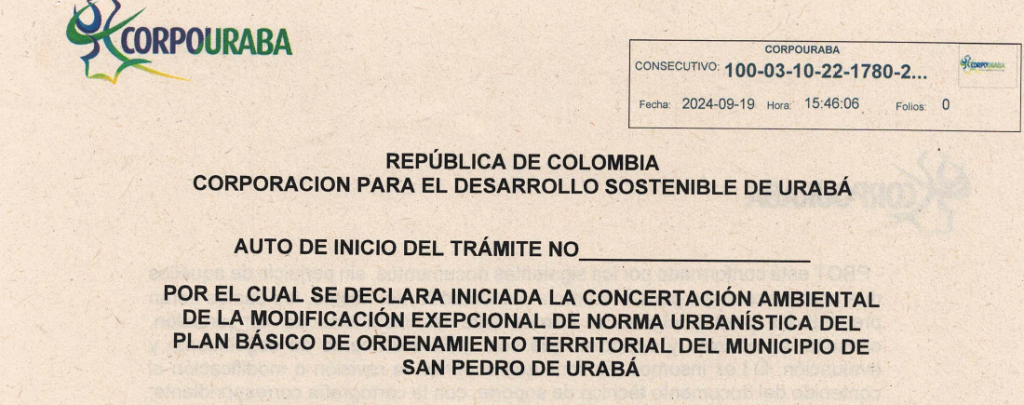 CORPOURABA
CORPOURABA
CONSECUTIVO: 100-03-10-22-1780-2...
CORPOURABA
Fecha: 2024-09-19 Hora: 15:46:06 Folios: 0
REPÚBLICA DE COLOMBIA
CORPORACION PARA EL DESARROLLO SOSTENIBLE DE URABÁ
AUTO DE INICIO DEL TRÁMITE NO___________________
POR EL CUAL SE DECLARA INICIADA LA CONCERTACIÓN AMBIENTAL
DE LA MODIFICACIÓN EXEPCIONAL DE NORMA URBANÍSTICA DEL
PLAN BÁSICO DE ORDENAMIENTO TERRITORIAL DEL MUNICIPIO DE
SAN PEDRO DE URABÁ